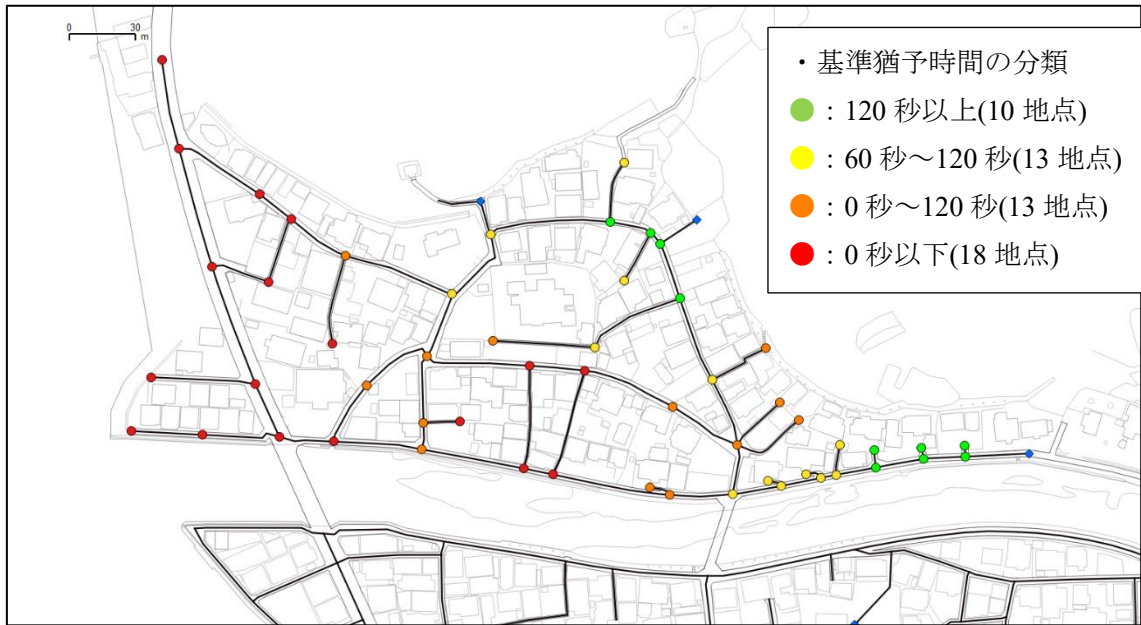 0 30
m
・基準猶予時間の分類
：120 秒以上(10 地点)
：60 秒～120 秒(13 地点)
：0 秒～120 秒(13 地点)
：0 秒以下(18 地点)